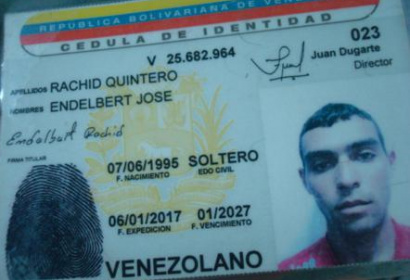 REPÚBLICA BOLIVARIANA DE VENE
CEDULA DE IDENTIDAD
V 25.682.964
023
Juan Dugarte
Director
APELLIDOS RACHID QUINTERO
NOMBRES ENDELBERT JOSE
Endelbert Rachid
FIRMA TITULAR
07/06/1995 SOLTERO
F. NACIMIENTO EDO CIVIL
06/01/2017 01/2027
F. EXPEDICION F. VENCIMIENTO
VENEZOLANO